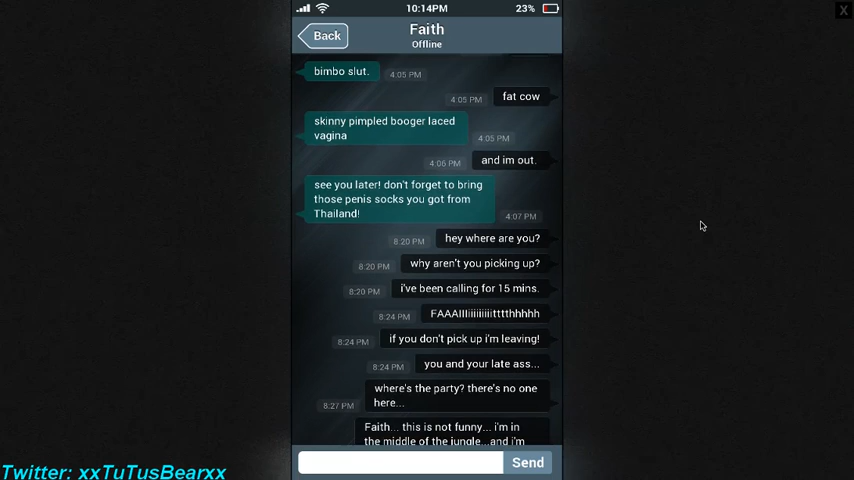 10:14PM
23%
X
Back
Faith
Offline
bimbo slut.
4:05 PM
fat cow
4:05 PM
skinny pimpled booger laced
vagina
4:05 PM
and im out.
4:06 PM
see you later! don't forget to bring
those penis socks you got from
Thailand!
4:07 PM
hey where are you?
8:20 PM
why aren't you picking up?
8:20 PM
i've been calling for 15 mins.
8:20 PM
FAAAIIIiiiiiiiiitttthhhhh
8:24 PM
if you don't pick up i'm leaving!
8:24 PM
you and your late ass...
8:24 PM
where's the party? there's no one
here...
8:27 PM
Faith... this is not funny... i'm in
the middle of the jungle...and i'm
Send
Twitter: xxTuTusBearxx